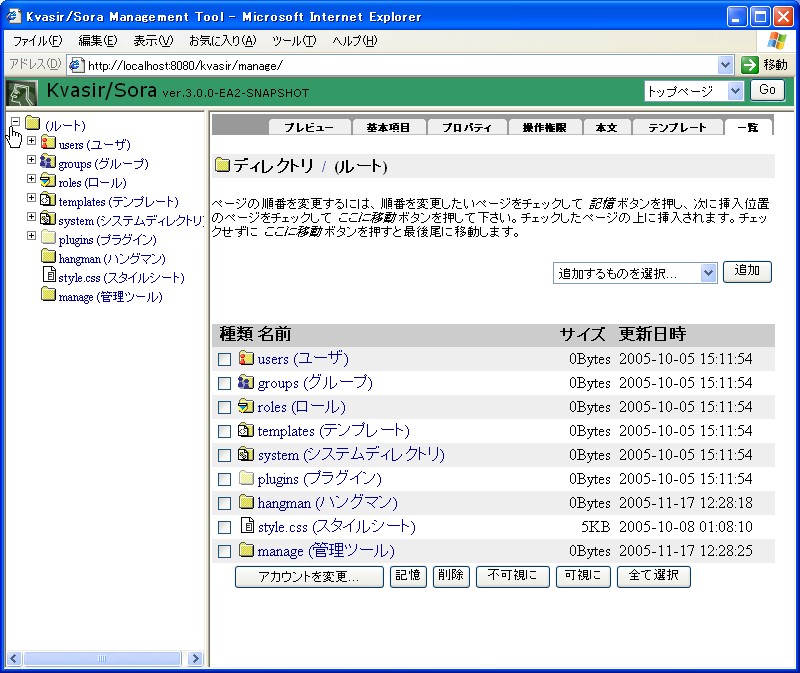 Kvasir/Sora Management Tool - Microsoft Internet Explorer
ファイル(F) 編集(E) 表示(V) お気に入り(A) ツール(T) ヘルプ(H)
アドレス(D) http://localhost:8080/kvasir/manage/ 移動
Kvasir/Sora ver.3.0.0-EA2-SNAPSHOT トップページ Go
(ルート)
users (ユーザ)
groups (グループ)
roles (ロール)
templates (テンプレート)
system (システムディレクトリ)
plugins (プラグイン)
hangman (ハングマン)
style.css (スタイルシート)
manage (管理ツール)
プレビュー 基本項目 プロパティ 操作権限 本文 テンプレート 一覧
ディレクトリ / (ルート)
ページの順番を変更するには、順番を変更したいページをチェックして 記憶 ボタンを押し、次に挿入位置
のページをチェックして ここに移動 ボタンを押して下さい。チェックしたページの上に挿入されます。チェッ
クせずに ここに移動 ボタンを押すと最後尾に移動します。
追加するものを選択... 追加
種類 名前 サイズ 更新日時
users (ユーザ) 0Bytes 2005-10-05 15:11:54
groups (グループ) 0Bytes 2005-10-05 15:11:54
roles (ロール) 0Bytes 2005-10-05 15:11:54
templates (テンプレート) 0Bytes 2005-10-05 15:11:54
system (システムディレクトリ) 0Bytes 2005-10-05 15:11:54
plugins (プラグイン) 0Bytes 2005-10-05 15:11:54
hangman (ハングマン) 0Bytes 2005-11-17 12:28:18
style.css (スタイルシート) 5KB 2005-10-08 01:08:10
manage (管理ツール) 0Bytes 2005-11-17 12:28:25
アカウントを変更... 記憶 削除 不可視に 可視に 全て選択